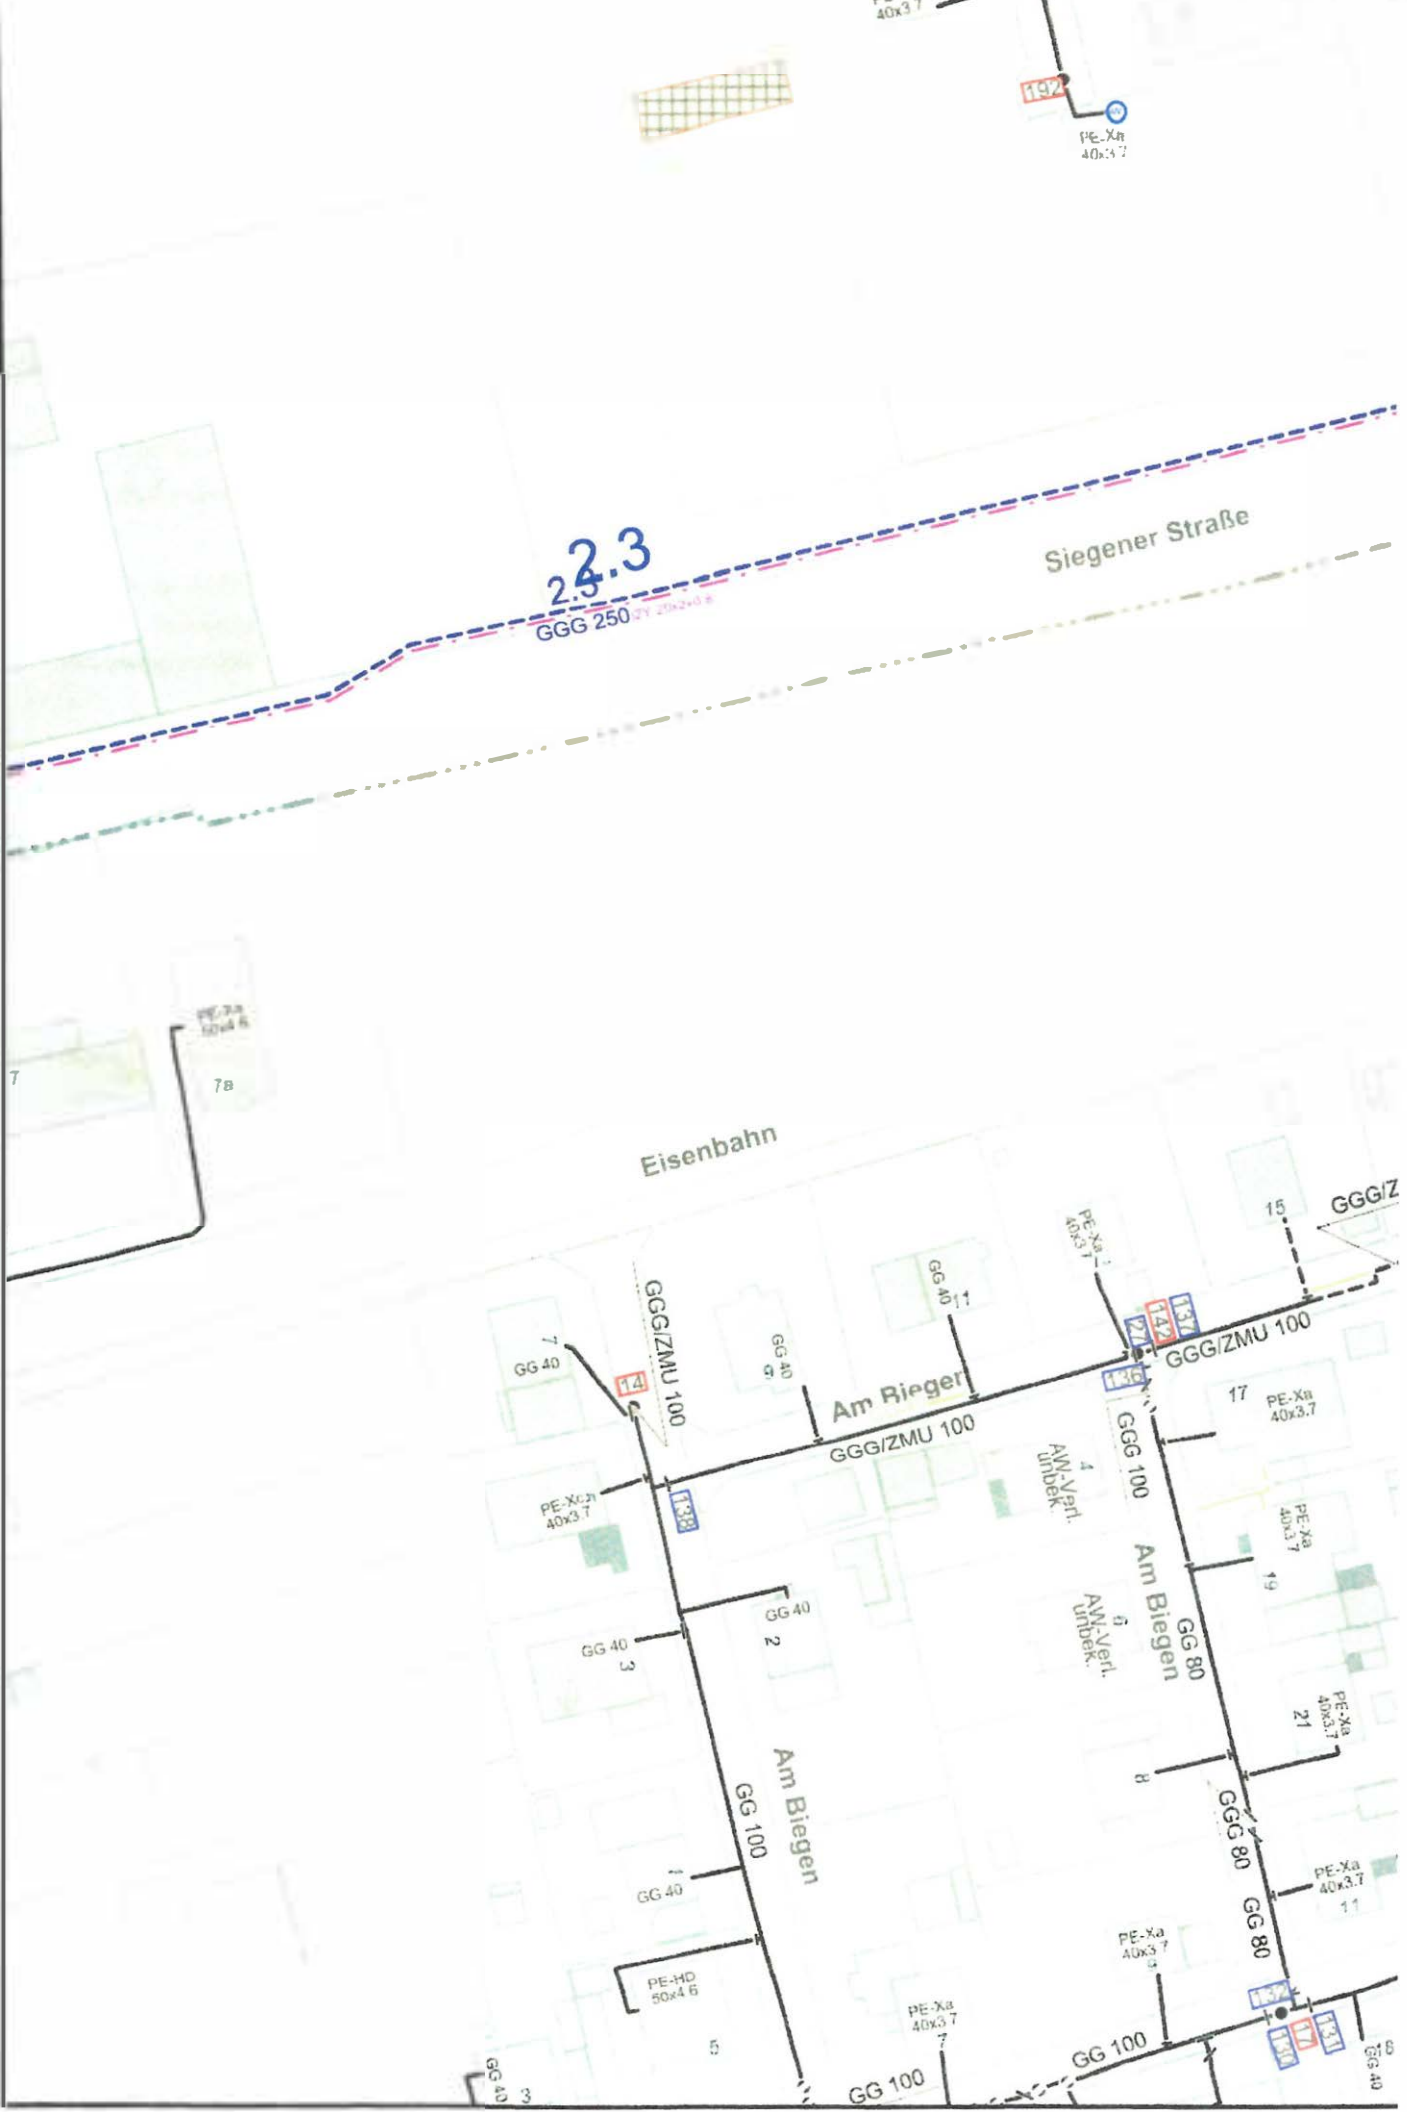 40x3.7
192
PE-Xa
40x3.7
Siegener Straße
2.3
2.3
GGG 250
PE-Xa
50x4.6
7
7a
Eisenbahn
15
GGG/Z
PE-Xa
40x3.7
GG 40
11
GGG/ZMU 100
7
GG 40
14
GG 40
9
Am Bieger
GGG/ZMU 100
27
142
137
136
GGG/ZMU 100
17
PE-Xa
40x3.7
GGG 100
4
AW-Verl.
unbek.
138
40x3.7
PE-Xa
40x3.7
19
Am Biegen
GG 80
6
AW-Verl.
unbek.
GG 40
2
GG 40
3
PE-Xa
40x3.7
21
8
Am Biegen
GG 100
GGG 80
GG 40
PE-Xa
40x3.7
11
GG 80
PE-Xa
40x3.7
9
PE-HD
50x4.6
5
132
130
17
131
PE-Xa
40x3.7
7
GG 100
GG 100
18
GG 40
GG 40
3